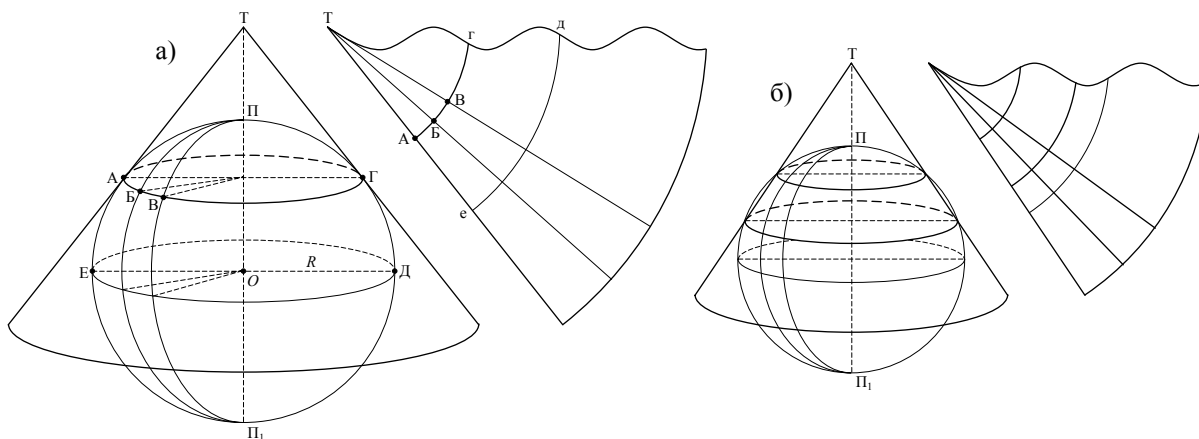 а)
Т
П
А
Б
В
Г
Е
О
R
Д
П₁
Т
г
д
В
Б
А
е
б)
Т
П
П₁